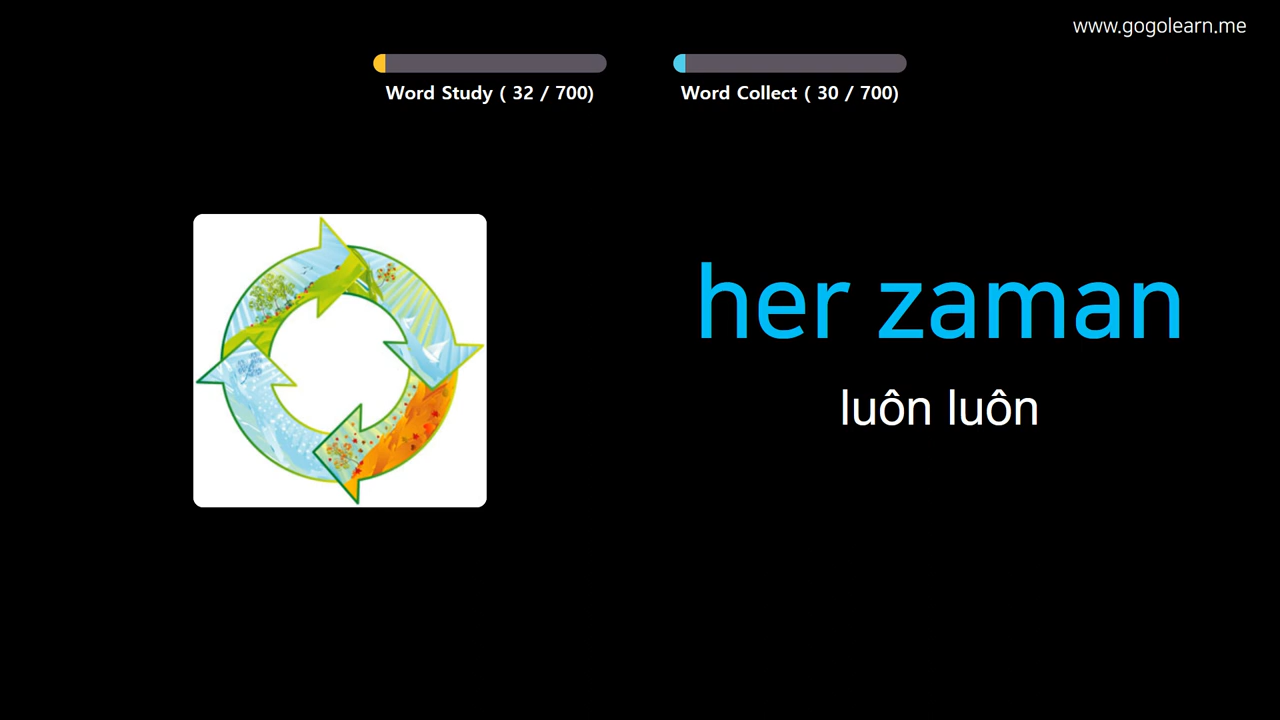 www.gogolearn.me
Word Study ( 32 / 700)
Word Collect ( 30 / 700)
her zaman
luôn luôn